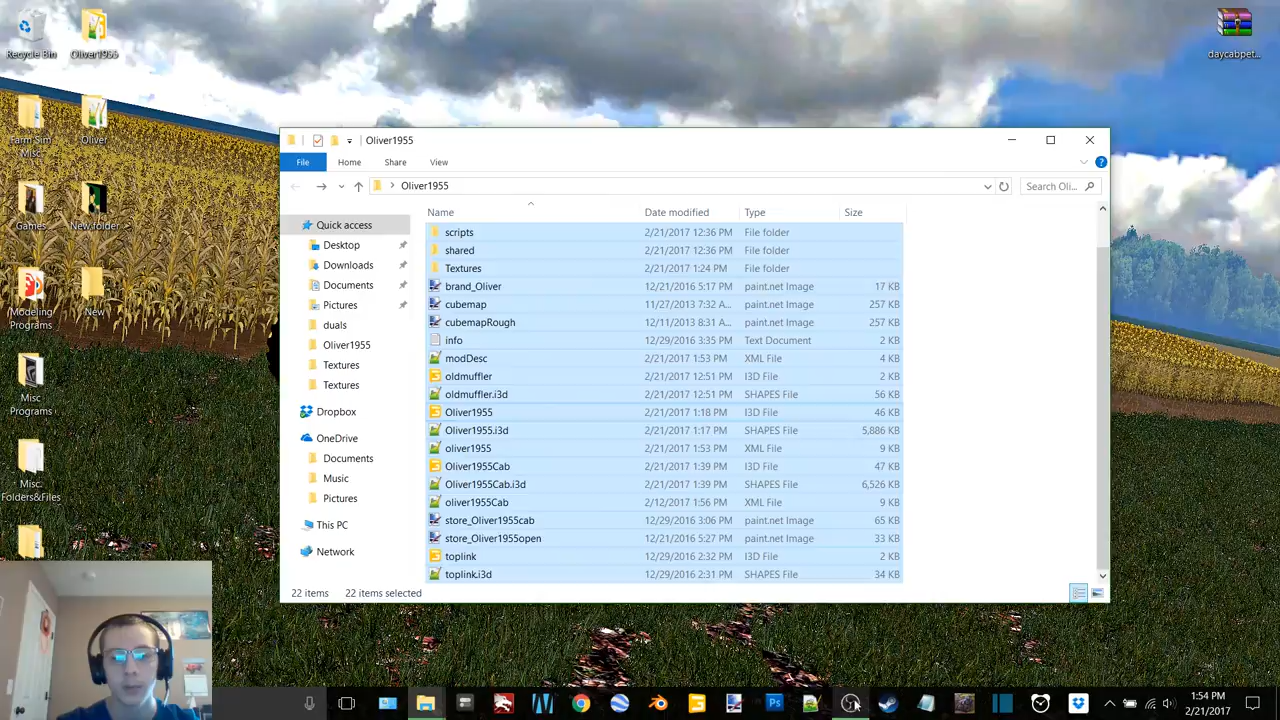 Recycle Bin
Oliver1955
daycabpet...
Farm Sim
Misc.
Oliver
Games
New folder
Modeling
Programs
New
Misc
Programs
Misc.
Folders&Files
Oliver1955
File
Home
Share
View
Oliver1955
Search Oli...
Quick access
Desktop
Downloads
Documents
Pictures
duals
Oliver1955
Textures
Textures
Dropbox
OneDrive
Documents
Music
Pictures
This PC
Network
Name Date modified Type Size
scripts 2/21/2017 12:36 PM File folder
shared 2/21/2017 12:36 PM File folder
Textures 2/21/2017 1:24 PM File folder
brand_Oliver 12/21/2016 5:17 PM paint.net Image 17 KB
cubemap 11/27/2013 7:32 A... paint.net Image 257 KB
cubemapRough 12/11/2013 8:31 A... paint.net Image 257 KB
info 12/29/2016 3:35 PM Text Document 2 KB
modDesc 2/21/2017 1:53 PM XML File 4 KB
oldmuffler 2/21/2017 12:51 PM I3D File 2 KB
oldmuffler.i3d 2/21/2017 12:51 PM SHAPES File 56 KB
Oliver1955 2/21/2017 1:18 PM I3D File 46 KB
Oliver1955.i3d 2/21/2017 1:17 PM SHAPES File 5,886 KB
oliver1955 2/21/2017 1:53 PM XML File 9 KB
Oliver1955Cab 2/21/2017 1:39 PM I3D File 47 KB
Oliver1955Cab.i3d 2/21/2017 1:39 PM SHAPES File 6,526 KB
oliver1955Cab 2/12/2017 1:56 PM XML File 9 KB
store_Oliver1955cab 12/29/2016 3:06 PM paint.net Image 65 KB
store_Oliver1955open 12/21/2016 5:27 PM paint.net Image 33 KB
toplink 12/29/2016 2:32 PM I3D File 2 KB
toplink.i3d 12/29/2016 2:31 PM SHAPES File 34 KB
22 items 22 items selected
1:54 PM
2/21/2017